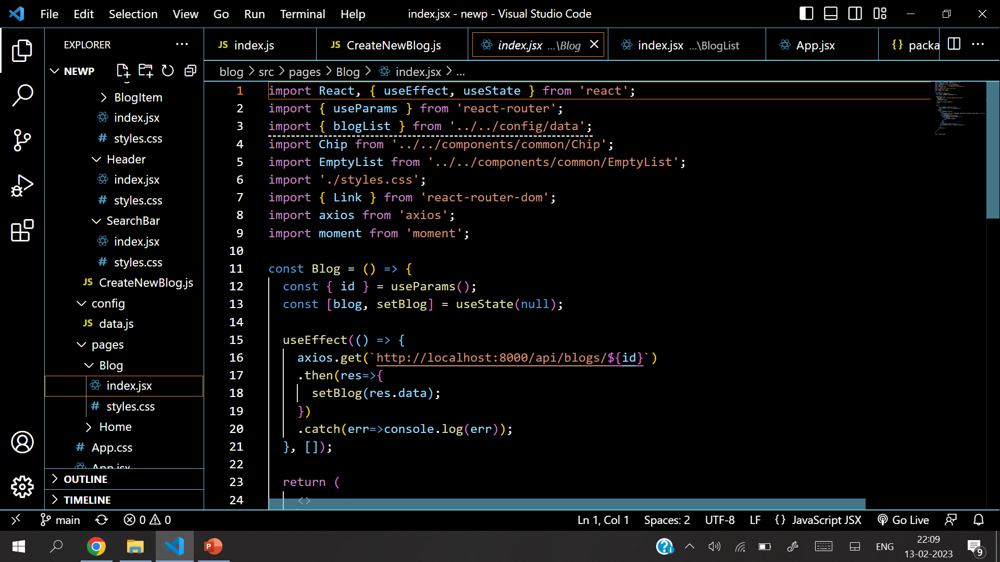 File Edit Selection View Go Run Terminal Help index.jsx - newp - Visual Studio Code
EXPLORER
NEWP
BlogItem
index.jsx
# styles.css
Header
index.jsx
# styles.css
SearchBar
index.jsx
# styles.css
JS CreateNewBlog.js
config
JS data.js
pages
Blog
index.jsx
# styles.css
Home
# App.css
App.jsx
OUTLINE
TIMELINE
JS index.js JS CreateNewBlog.js index.jsx ...\Blog index.jsx ...\BlogList App.jsx {} packa
blog > src > pages > Blog > index.jsx > ...
1 import React, { useEffect, useState } from 'react';
2 import { useParams } from 'react-router';
3 import { blogList } from '../../config/data';
4 import Chip from '../../components/common/Chip';
5 import EmptyList from '../../components/common/EmptyList';
6 import './styles.css';
7 import { Link } from 'react-router-dom';
8 import axios from 'axios';
9 import moment from 'moment';
10
11 const Blog = () => {
12 const { id } = useParams();
13 const [blog, setBlog] = useState(null);
14
15 useEffect(() => {
16 axios.get(`http://localhost:8000/api/blogs/${id}`)
17 .then(res=>{
18 setBlog(res.data);
19 })
20 .catch(err=>console.log(err));
21 }, []);
22
23 return (
24 <>
main 0 0 Ln 1, Col 1 Spaces: 2 UTF-8 LF {} JavaScript JSX Go Live
ENG 22:09
13-02-2023 9